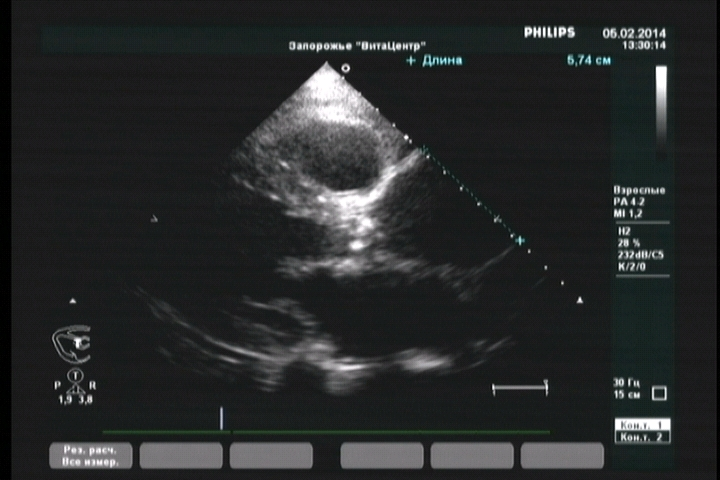 PHILIPS
05.02.2014
13:30:14
Запорожье "ВитаЦентр"
+ Длина 5,74 см
Взрослые
PA 4-2
MI 1,2
H2
28 %
232dB/C5
K/2/0
T
P R
1,9 3,8
30 Гц
15 см
Кон.т. 1
Кон.т. 2
Рез. расч.
Все измер.